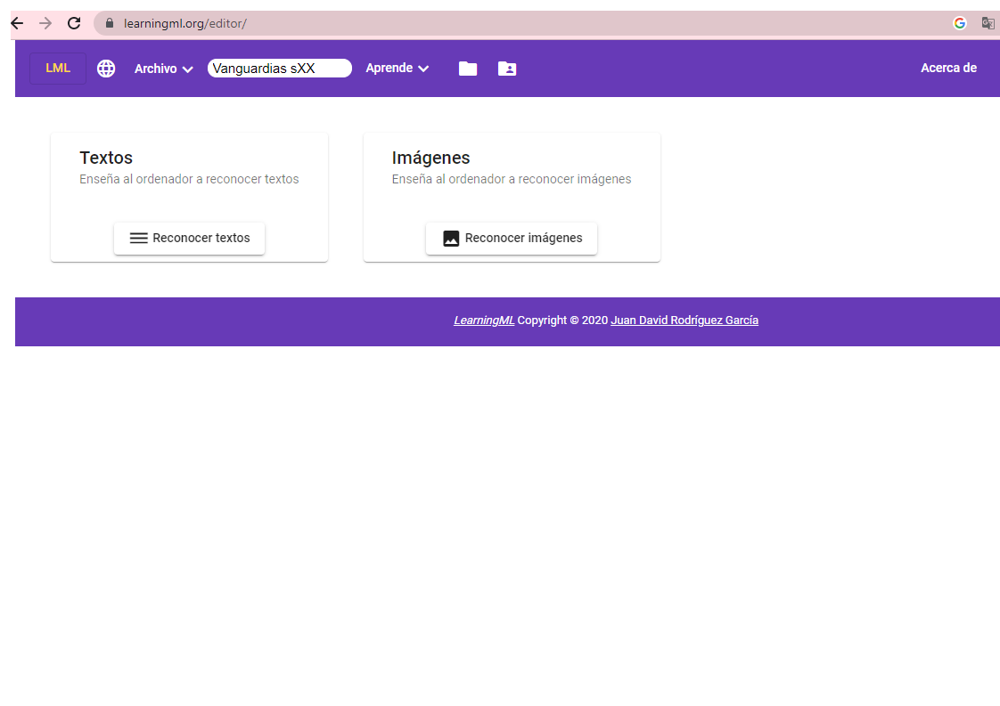 learningml.org/editor/
LML Archivo Vanguardias sXX Aprende Acerca de
Textos
Enseña al ordenador a reconocer textos
Reconocer textos
Imágenes
Enseña al ordenador a reconocer imágenes
Reconocer imágenes
LearningML Copyright © 2020 Juan David Rodríguez García